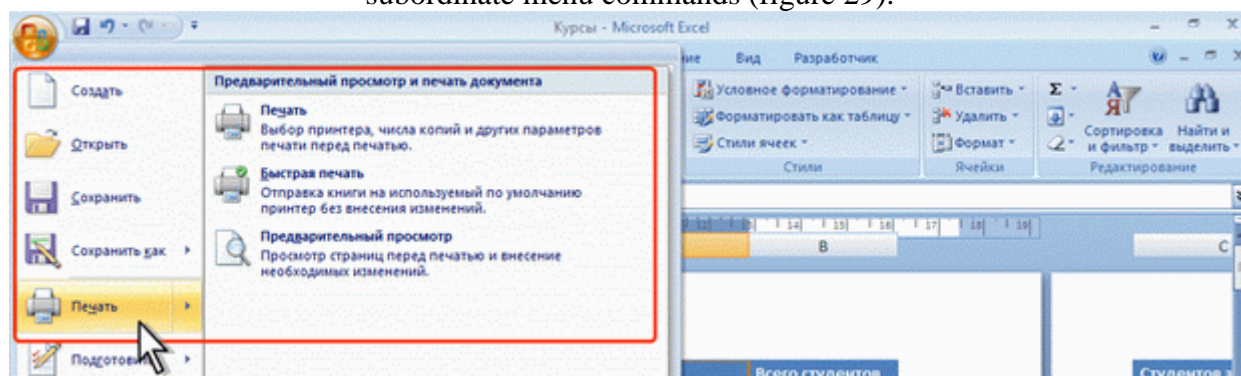 subordinate menu commands (figure 29).
Курсы - Microsoft Excel
Вид Разработчик
Создать
Открыть
Сохранить
Сохранить как
Печать
Предварительный просмотр и печать документа
Печать
Выбор принтера, числа копий и других параметров
печати перед печатью.
Быстрая печать
Отправка книги на используемый по умолчанию
принтер без внесения изменений.
Предварительный просмотр
Просмотр страниц перед печатью и внесение
необходимых изменений.
Условное форматирование
Форматировать как таблицу
Стили ячеек
Стили
Вставить
Удалить
Формат
Ячейки
Σ
Сортировка
и фильтр
Найти и
выделить
Редактирование
14 15 16 17 18 19
B C
Всего студентов